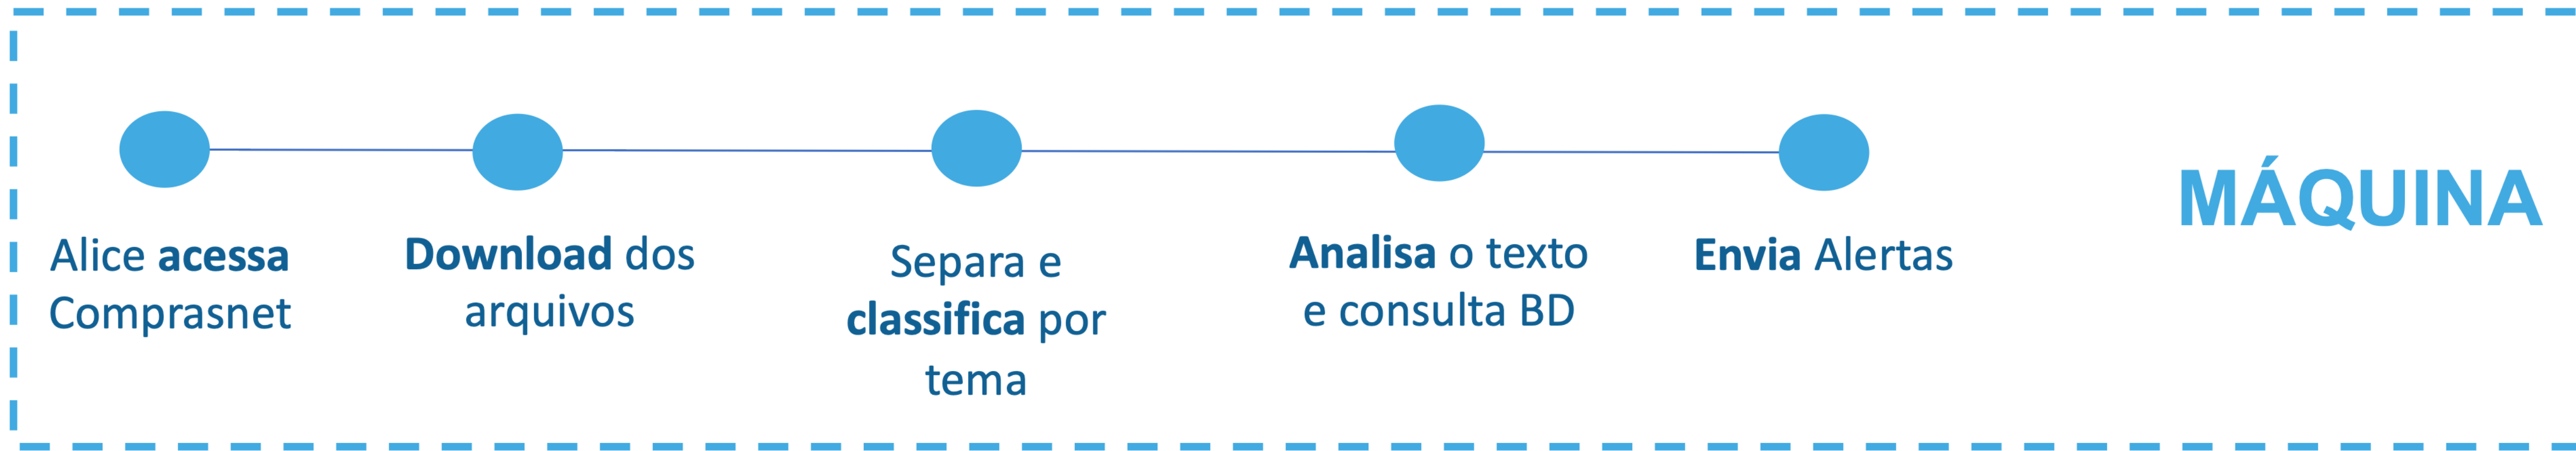 Alice acessa
Comprasnet
Download dos
arquivos
Separa e
classifica por
tema
Analisa o texto
e consulta BD
Envia Alertas
MÁQUINA